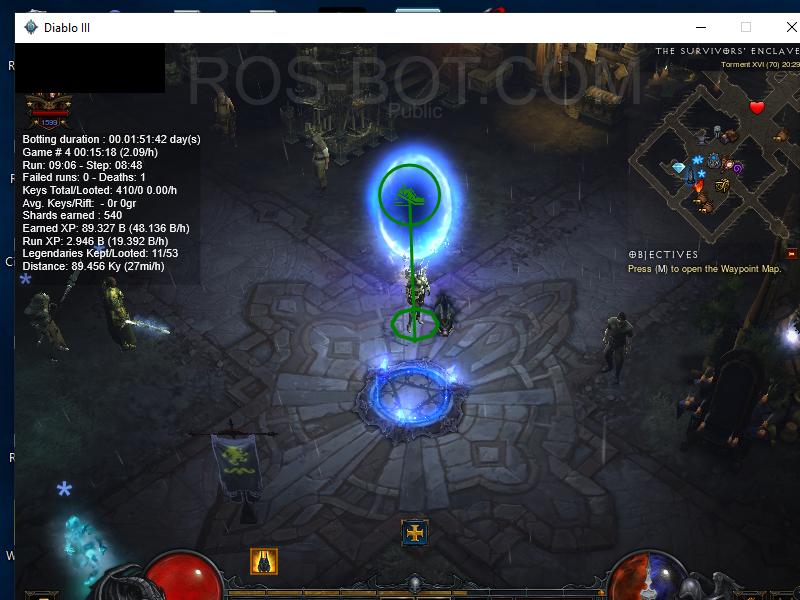 Diablo III
THE SURVIVORS' ENCLAVE
Torment XVI (70) 20:29
ROS-BOT.COM
Public
1599
Botting duration : 00.01:51:42 day(s)
Game # 4 00:15:18 (2.09/h)
Run: 09:06 - Step: 08:48
Failed runs: 0 - Deaths: 1
Keys Total/Looted: 410/0 0.00/h
Avg. Keys/Rift: - 0r 0gr
Shards earned : 540
Earned XP: 89.327 B (48.136 B/h)
Run XP: 2.946 B (19.392 B/h)
Legendaries Kept/Looted: 11/53
Distance: 89.456 Ky (27mi/h)
OBJECTIVES
Press (M) to open the Waypoint Map.